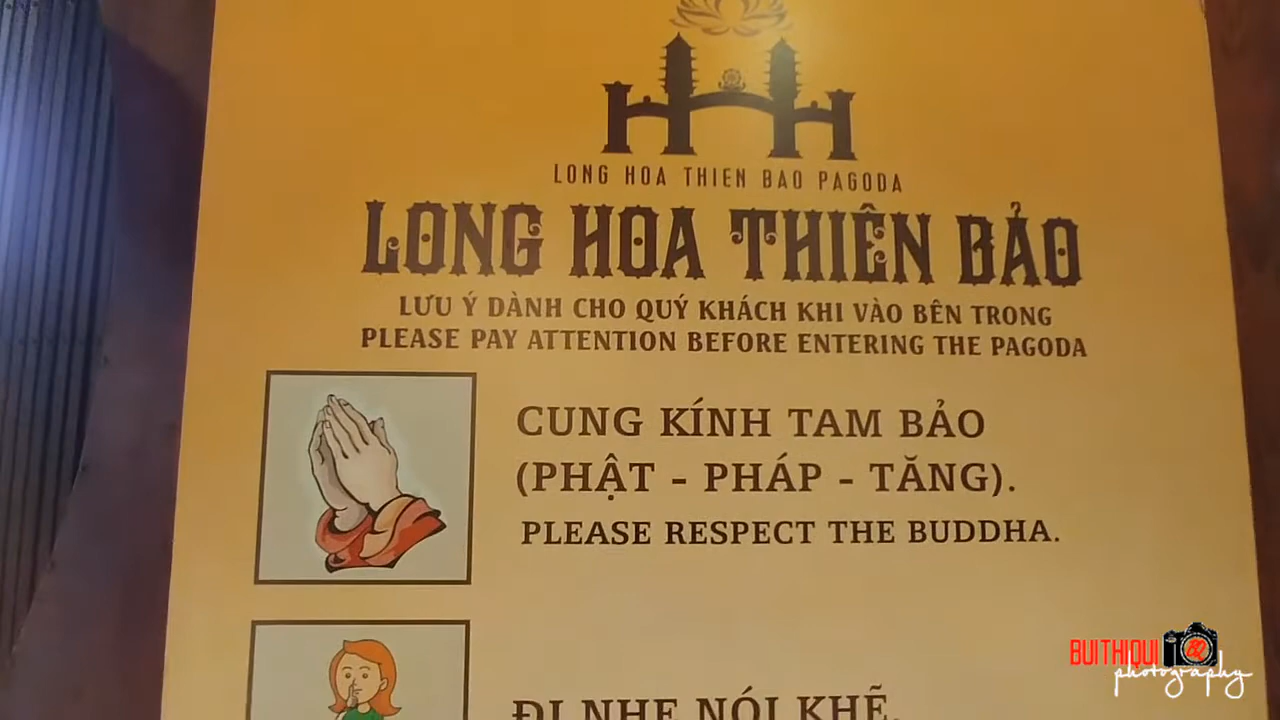 LONG HOA THIEN BAO PAGODA
LONG HOA THIÊN BẢO
LƯU Ý DÀNH CHO QUÝ KHÁCH KHI VÀO BÊN TRONG
PLEASE PAY ATTENTION BEFORE ENTERING THE PAGODA
CUNG KÍNH TAM BẢO
(PHẬT - PHÁP - TĂNG).
PLEASE RESPECT THE BUDDHA.
NÓI KHẼ.
BUITHIQUI
photography